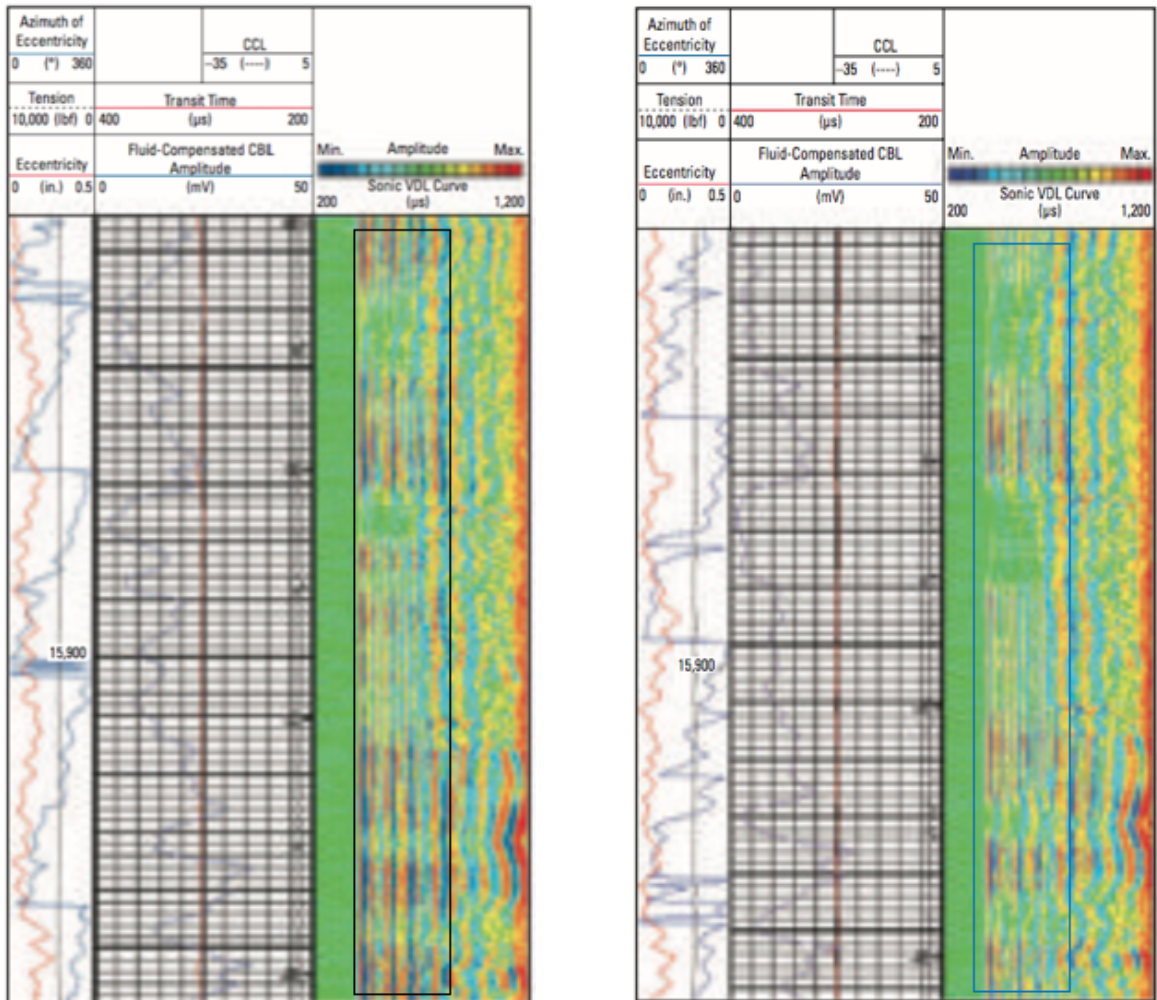 Azimuth of
Eccentricity
0 (°) 360
CCL
–35 (----) 5
Tension
10,000 (lbf) 0
Transit Time
400 (µs) 200
Eccentricity
0 (in.) 0.5
Fluid-Compensated CBL
Amplitude
0 (mV) 50
Min. Amplitude Max.
Sonic VDL Curve
200 (µs) 1,200
15,900
Azimuth of
Eccentricity
0 (°) 360
CCL
–35 (----) 5
Tension
10,000 (lbf) 0
Transit Time
400 (µs) 200
Eccentricity
0 (in.) 0.5
Fluid-Compensated CBL
Amplitude
0 (mV) 50
Min. Amplitude Max.
Sonic VDL Curve
200 (µs) 1,200
15,900